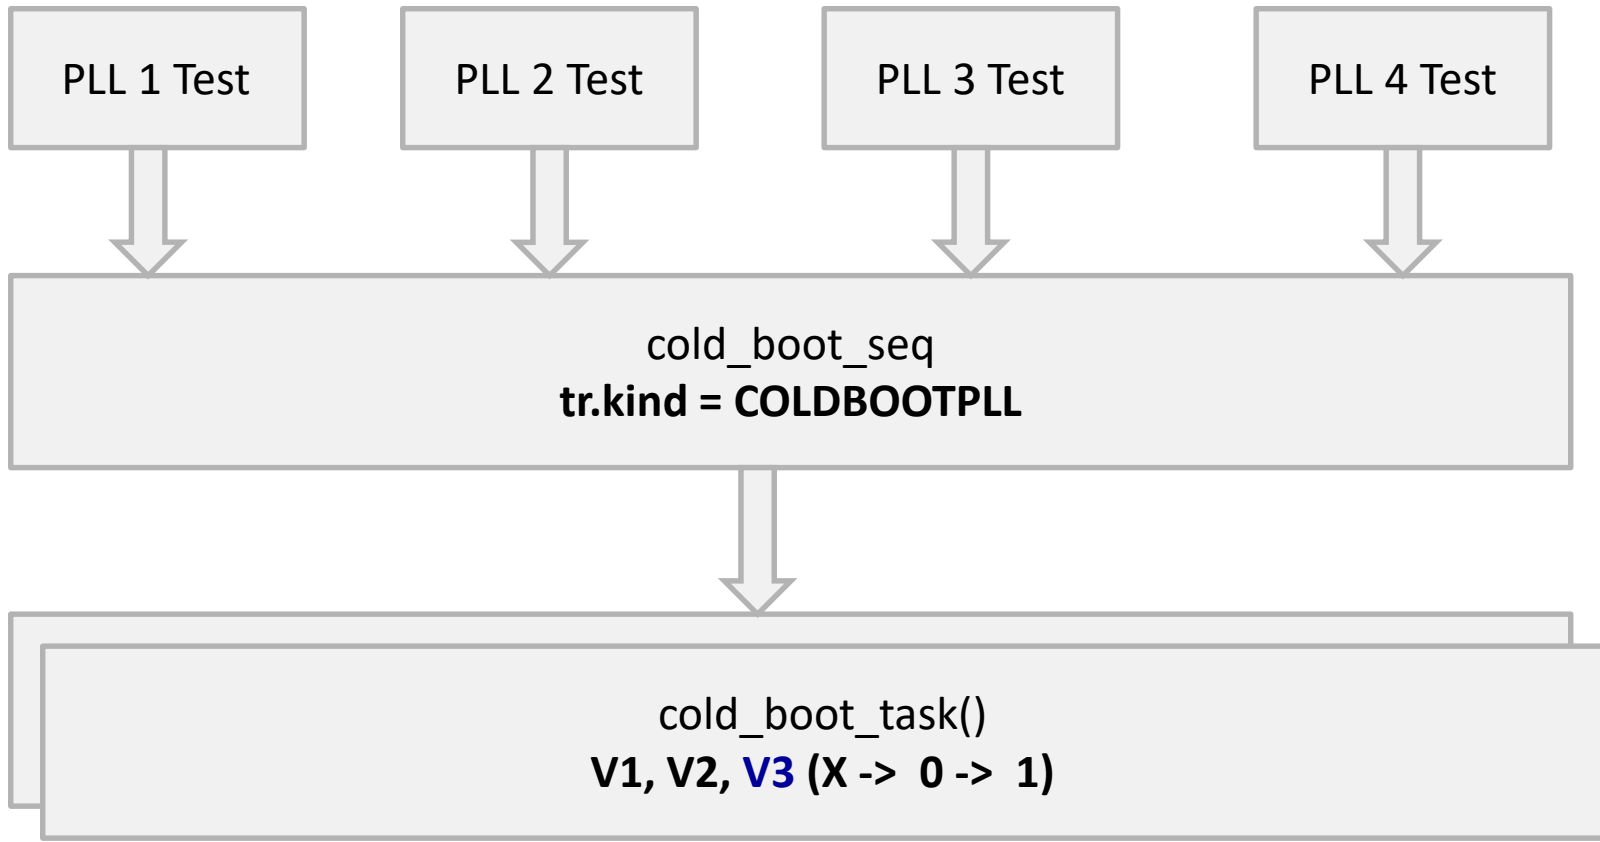 PLL 1 Test
PLL 2 Test
PLL 3 Test
PLL 4 Test
cold_boot_seq
tr.kind = COLDBOOTPLL
cold_boot_task()
V1, V2, V3 (X -> 0 -> 1)